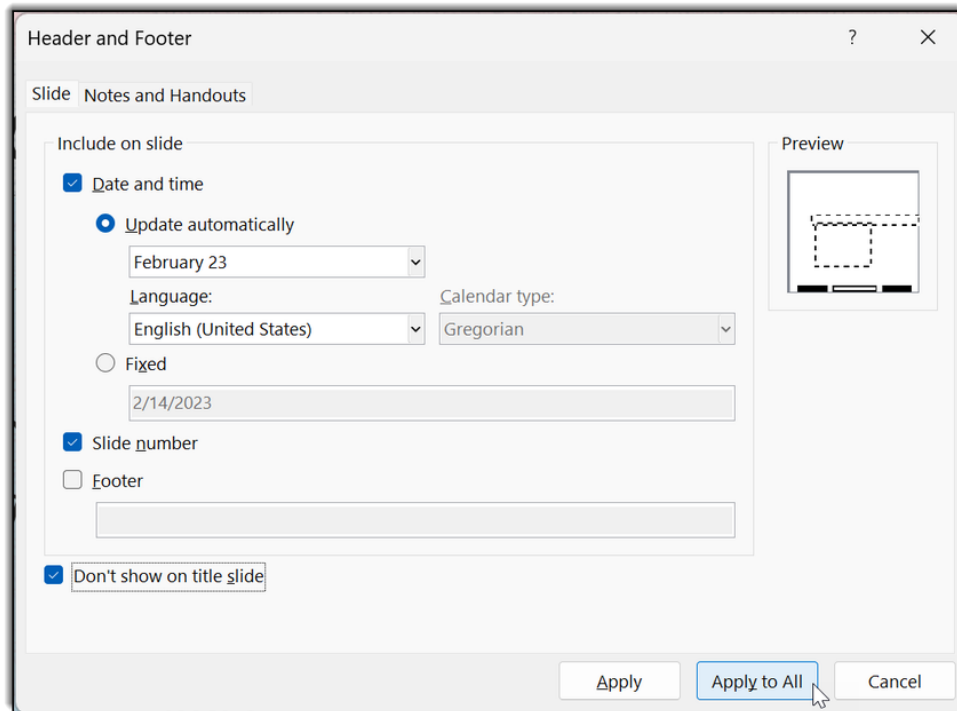 Header and Footer ?
Slide Notes and Handouts
Include on slide
Preview
Date and time
Update automatically
February 23
Language: Calendar type:
English (United States) Gregorian
Fixed
2/14/2023
Slide number
Footer
Don't show on title slide
Apply Apply to All Cancel